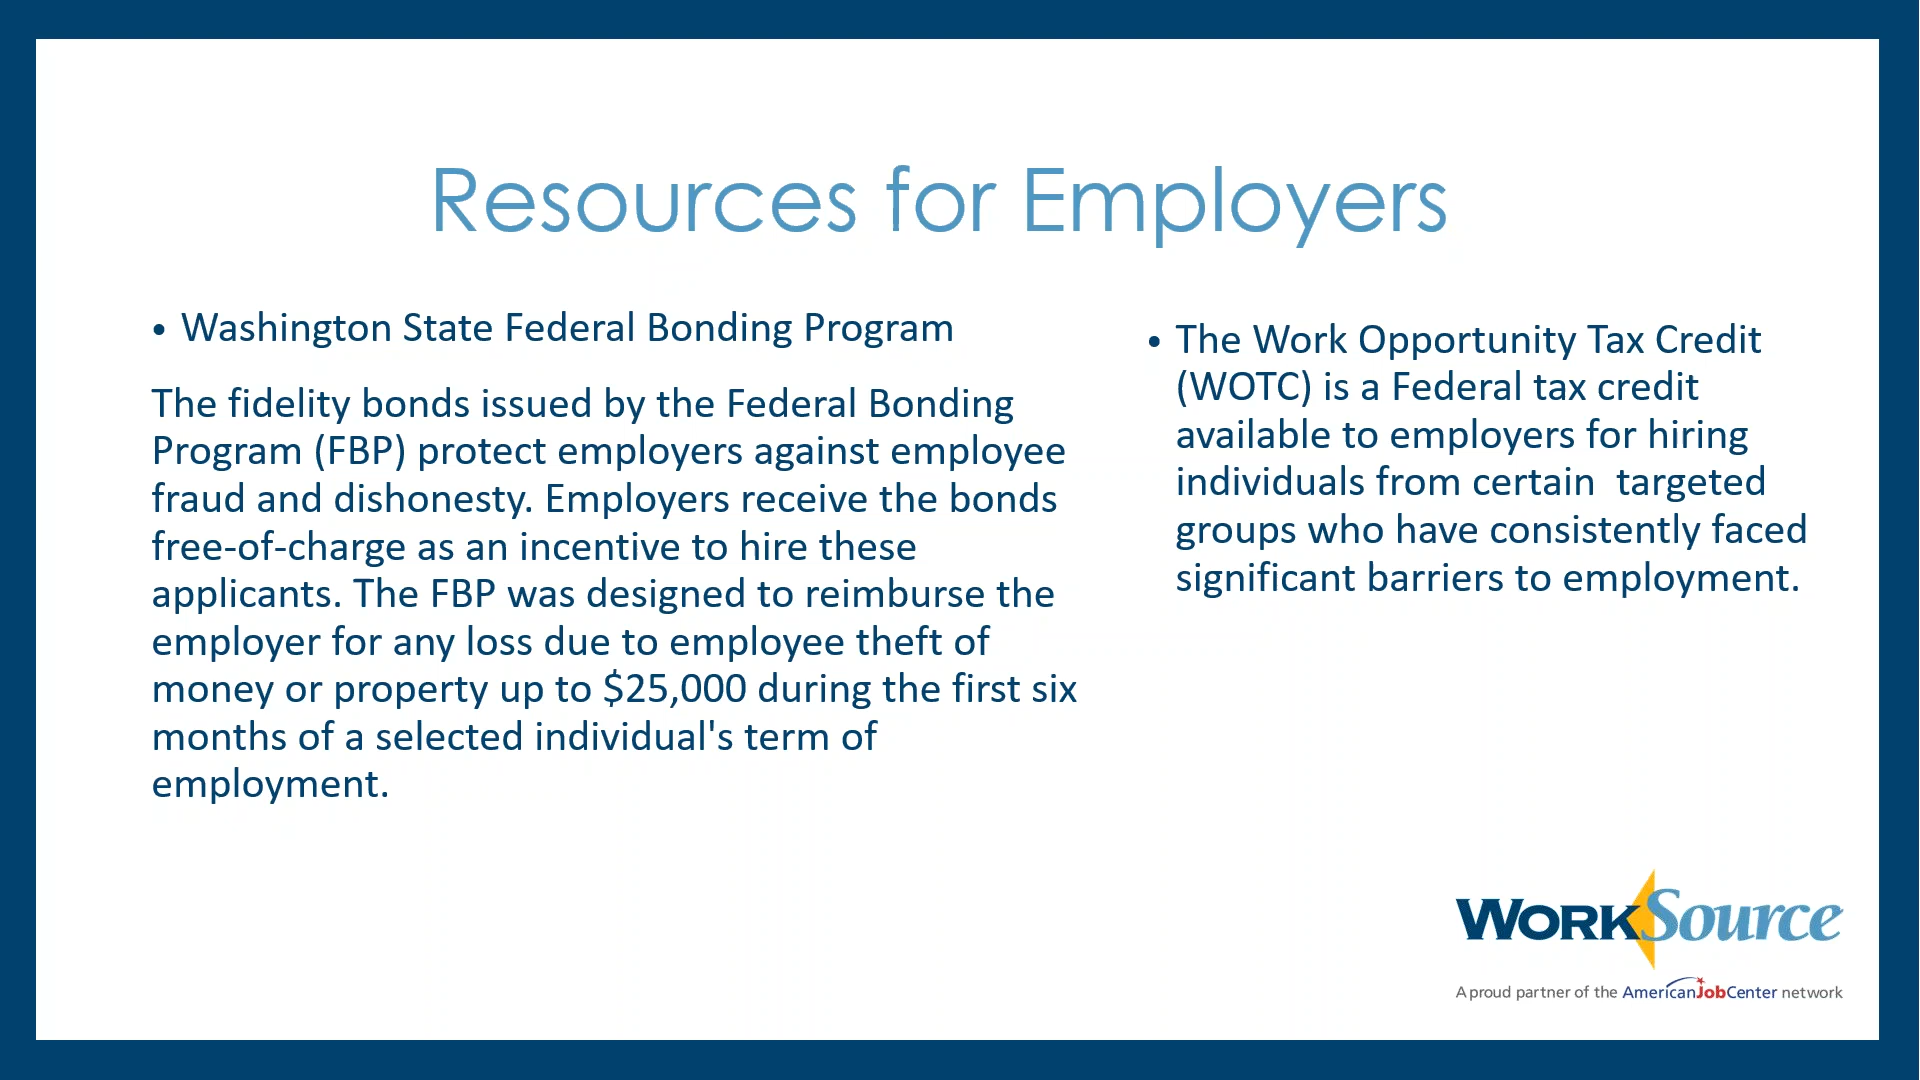 Resources for Employers
• Washington State Federal Bonding Program
The fidelity bonds issued by the Federal Bonding
Program (FBP) protect employers against employee
fraud and dishonesty. Employers receive the bonds
free-of-charge as an incentive to hire these
applicants. The FBP was designed to reimburse the
employer for any loss due to employee theft of
money or property up to $25,000 during the first six
months of a selected individual's term of
employment.
• The Work Opportunity Tax Credit
(WOTC) is a Federal tax credit
available to employers for hiring
individuals from certain  targeted
groups who have consistently faced
significant barriers to employment.
WORKSource
A proud partner of the AmericanJobCenter network